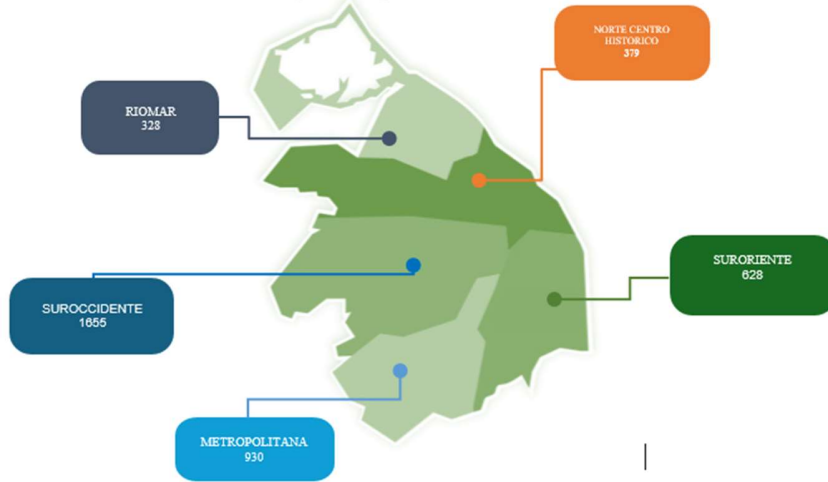 NORTE CENTRO
HISTORICO
379
RIOMAR
328
SURORIENTE
628
SUROCCIDENTE
1655
METROPOLITANA
930